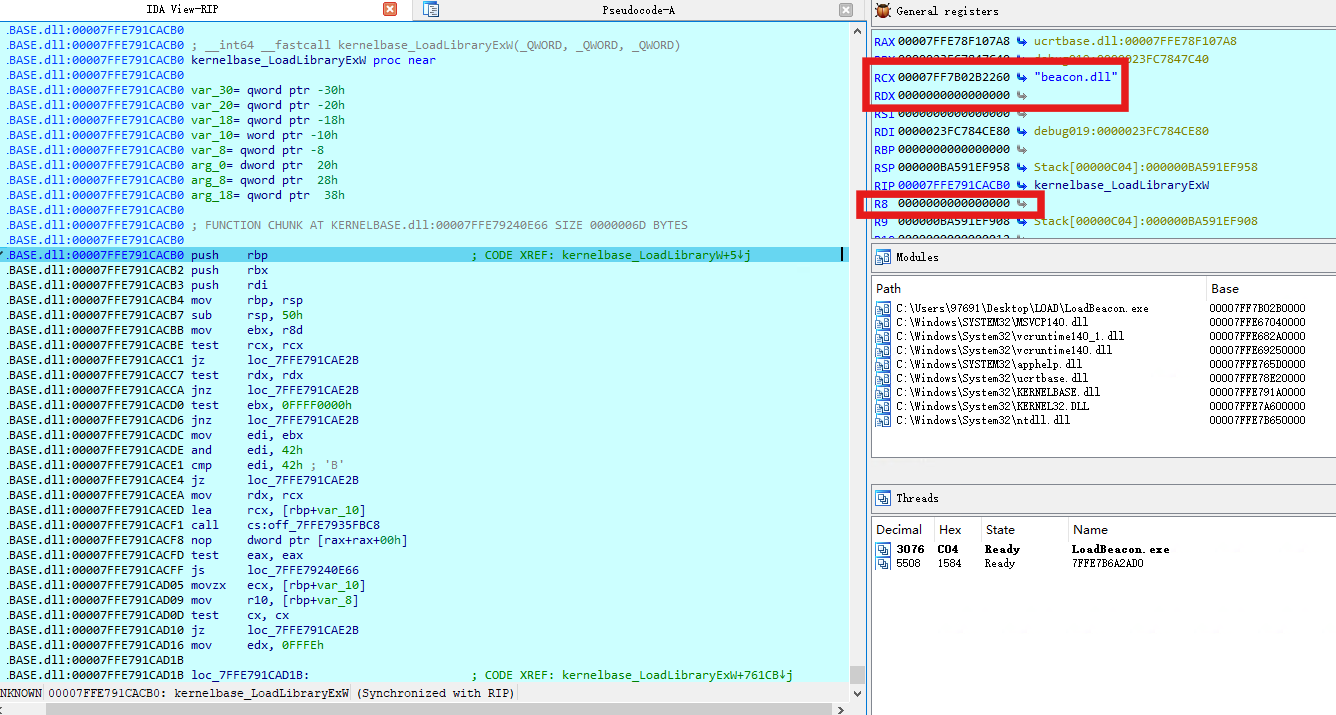 IDA View-RIP
Pseudocode-A
General registers
.BASE.dll:00007FFE791CACB0
.BASE.dll:00007FFE791CACB0 ; __int64 __fastcall kernelbase_LoadLibraryExW(_QWORD, _QWORD, _QWORD)
.BASE.dll:00007FFE791CACB0 kernelbase_LoadLibraryExW proc near
.BASE.dll:00007FFE791CACB0
.BASE.dll:00007FFE791CACB0 var_30= qword ptr -30h
.BASE.dll:00007FFE791CACB0 var_20= qword ptr -20h
.BASE.dll:00007FFE791CACB0 var_18= qword ptr -18h
.BASE.dll:00007FFE791CACB0 var_10= word ptr -10h
.BASE.dll:00007FFE791CACB0 var_8= qword ptr -8
.BASE.dll:00007FFE791CACB0 arg_0= dword ptr  20h
.BASE.dll:00007FFE791CACB0 arg_8= qword ptr  28h
.BASE.dll:00007FFE791CACB0 arg_18= qword ptr  38h
.BASE.dll:00007FFE791CACB0
.BASE.dll:00007FFE791CACB0 ; FUNCTION CHUNK AT KERNELBASE.dll:00007FFE79240E66 SIZE 0000006D BYTES
.BASE.dll:00007FFE791CACB0
.BASE.dll:00007FFE791CACB0 push    rbp                             ; CODE XREF: kernelbase_LoadLibraryW+5↓j
.BASE.dll:00007FFE791CACB2 push    rbx
.BASE.dll:00007FFE791CACB3 push    rdi
.BASE.dll:00007FFE791CACB4 mov     rbp, rsp
.BASE.dll:00007FFE791CACB7 sub     rsp, 50h
.BASE.dll:00007FFE791CACBB mov     ebx, r8d
.BASE.dll:00007FFE791CACBE test    rcx, rcx
.BASE.dll:00007FFE791CACC1 jz      loc_7FFE791CAE2B
.BASE.dll:00007FFE791CACC7 test    rdx, rdx
.BASE.dll:00007FFE791CACCA jnz     loc_7FFE791CAE2B
.BASE.dll:00007FFE791CACD0 test    ebx, 0FFFF0000h
.BASE.dll:00007FFE791CACD6 jnz     loc_7FFE791CAE2B
.BASE.dll:00007FFE791CACDC mov     edi, ebx
.BASE.dll:00007FFE791CACDE and     edi, 42h
.BASE.dll:00007FFE791CACE1 cmp     edi, 42h ; 'B'
.BASE.dll:00007FFE791CACE4 jz      loc_7FFE791CAE2B
.BASE.dll:00007FFE791CACEA mov     rdx, rcx
.BASE.dll:00007FFE791CACED lea     rcx, [rbp+var_10]
.BASE.dll:00007FFE791CACF1 call    cs:off_7FFE7935FBC8
.BASE.dll:00007FFE791CACF8 nop     dword ptr [rax+rax+00h]
.BASE.dll:00007FFE791CACFD test    eax, eax
.BASE.dll:00007FFE791CACFF js      loc_7FFE79240E66
.BASE.dll:00007FFE791CAD05 movzx   ecx, [rbp+var_10]
.BASE.dll:00007FFE791CAD09 mov     r10, [rbp+var_8]
.BASE.dll:00007FFE791CAD0D test    cx, cx
.BASE.dll:00007FFE791CAD10 jz      loc_7FFE791CAE2B
.BASE.dll:00007FFE791CAD16 mov     edx, 0FFFEh
.BASE.dll:00007FFE791CAD1B
.BASE.dll:00007FFE791CAD1B loc_7FFE791CAD1B:                       ; CODE XREF: kernelbase_LoadLibraryExW+761CB↓j
NKNOWN 00007FFE791CACB0: kernelbase_LoadLibraryExW (Synchronized with RIP)
RAX 00007FFE78F107A8 ucrtbase.dll:00007FFE78F107A8
RCX 00007FF7B02B2260 "beacon.dll"
RDX 0000000000000000
RSI 0000000000000000
RDI 0000023FC784CE80 debug019:0000023FC784CE80
RBP 0000000000000000
RSP 000000BA591EF958 Stack[00000C04]:000000BA591EF958
RIP 00007FFE791CACB0 kernelbase_LoadLibraryExW
R8 0000000000000000
R9 000000BA591EF908 Stack[00000C04]:000000BA591EF908
Modules
Path Base
C:\Users\97691\Desktop\LOAD\LoadBeacon.exe 00007FF7B02B0000
C:\Windows\SYSTEM32\MSVCP140.dll 00007FFE67040000
C:\Windows\System32\vcruntime140_1.dll 00007FFE682A0000
C:\Windows\System32\vcruntime140.dll 00007FFE69250000
C:\Windows\SYSTEM32\apphelp.dll 00007FFE765D0000
C:\Windows\System32\ucrtbase.dll 00007FFE78E20000
C:\Windows\System32\KERNELBASE.dll 00007FFE791A0000
C:\Windows\System32\KERNEL32.DLL 00007FFE7A600000
C:\Windows\System32\ntdll.dll 00007FFE7B650000
Threads
Decimal Hex State Name
3076 C04 Ready LoadBeacon.exe
5508 1584 Ready 7FFE7B6A2AD0